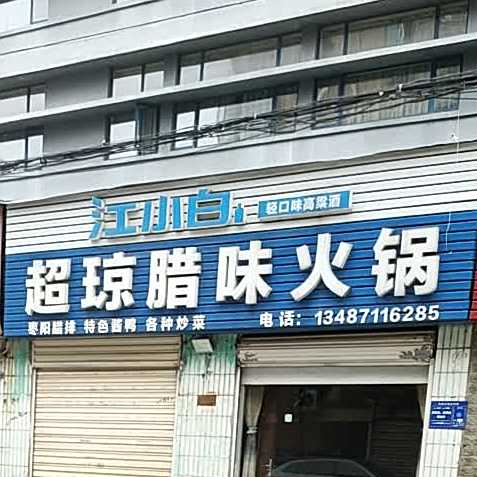 江小白 轻口味高粱酒
超琼腊味火锅
枣阳腊排 特色酱鸭 各种炒菜 电话：13487116285